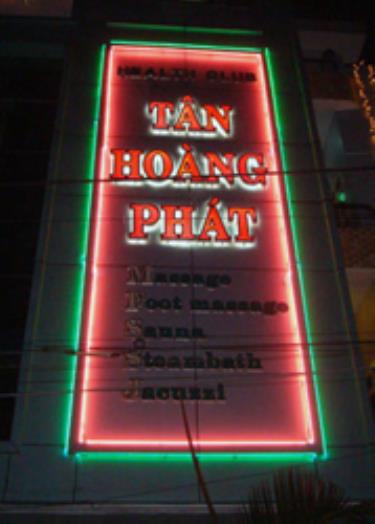 HEALTH CLUB
TÂN
HOÀNG
PHÁT
Massage
Foot massage
Sauna
Steambath
Jacuzzi